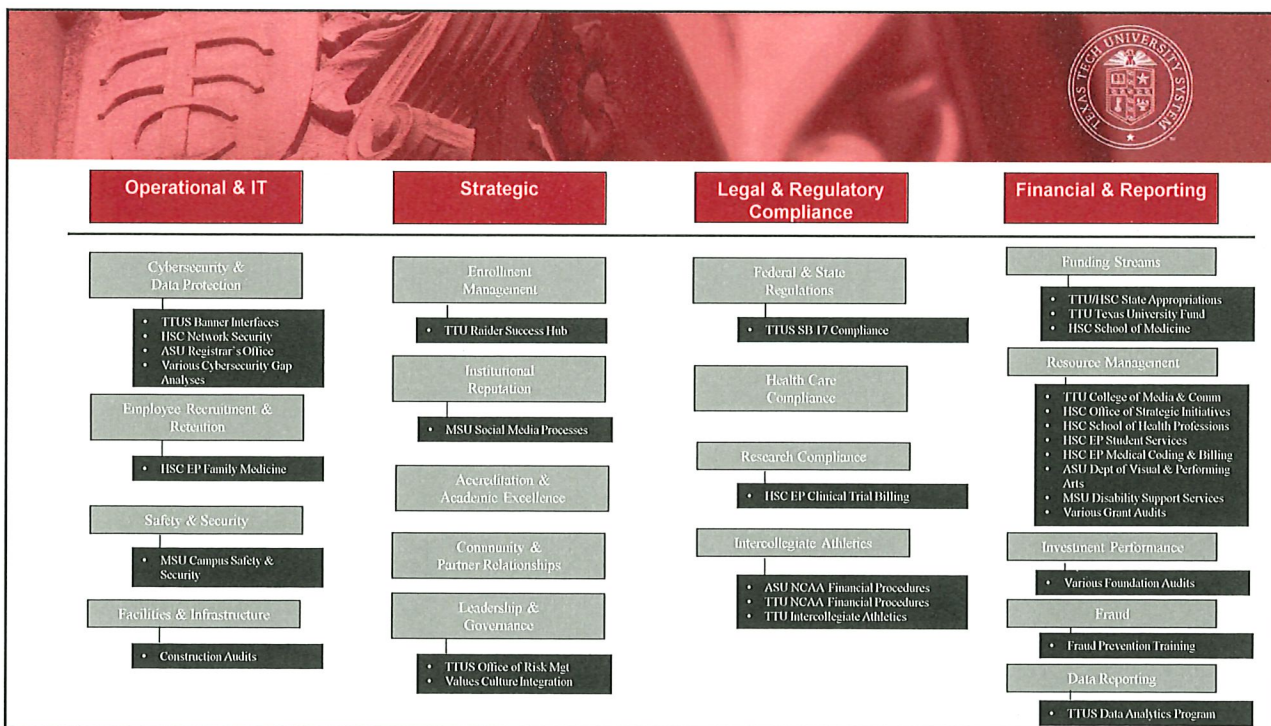 TEXAS TECH UNIVERSITY SYSTEM
Operational & IT
Cybersecurity &
Data Protection
• TTUS Banner Interfaces
• HSC Network Security
• ASU Registrar's Office
• Various Cybersecurity Gap
Analyses
Employee Recruitment &
Retention
• HSC EP Family Medicine
Safety & Security
• MSU Campus Safety &
Security
Facilities & Infrastructure
• Construction Audits
Strategic
Enrollment
Management
• TTU Raider Success Hub
Institutional
Reputation
• MSU Social Media Processes
Accreditation &
Academic Excellence
Community &
Partner Relationships
Leadership &
Governance
• TTUS Office of Risk Mgt
• Values Culture Integration
Legal & Regulatory
Compliance
Federal & State
Regulations
• TTUS SB 17 Compliance
Health Care
Compliance
Research Compliance
• HSC EP Clinical Trial Billing
Intercollegiate Athletics
• ASU NCAA Financial Procedures
• TTU NCAA Financial Procedures
• TTU Intercollegiate Athletics
Financial & Reporting
Funding Streams
• TTU/HSC State Appropriations
• TTU Texas University Fund
• HSC School of Medicine
Resource Management
• TTU College of Media & Comm
• HSC Office of Strategic Initiatives
• HSC School of Health Professions
• HSC EP Student Services
• HSC EP Medical Coding & Billing
• ASU Dept of Visual & Performing
Arts
• MSU Disability Support Services
• Various Grant Audits
Investment Performance
• Various Foundation Audits
Fraud
• Fraud Prevention Training
Data Reporting
• TTUS Data Analytics Program